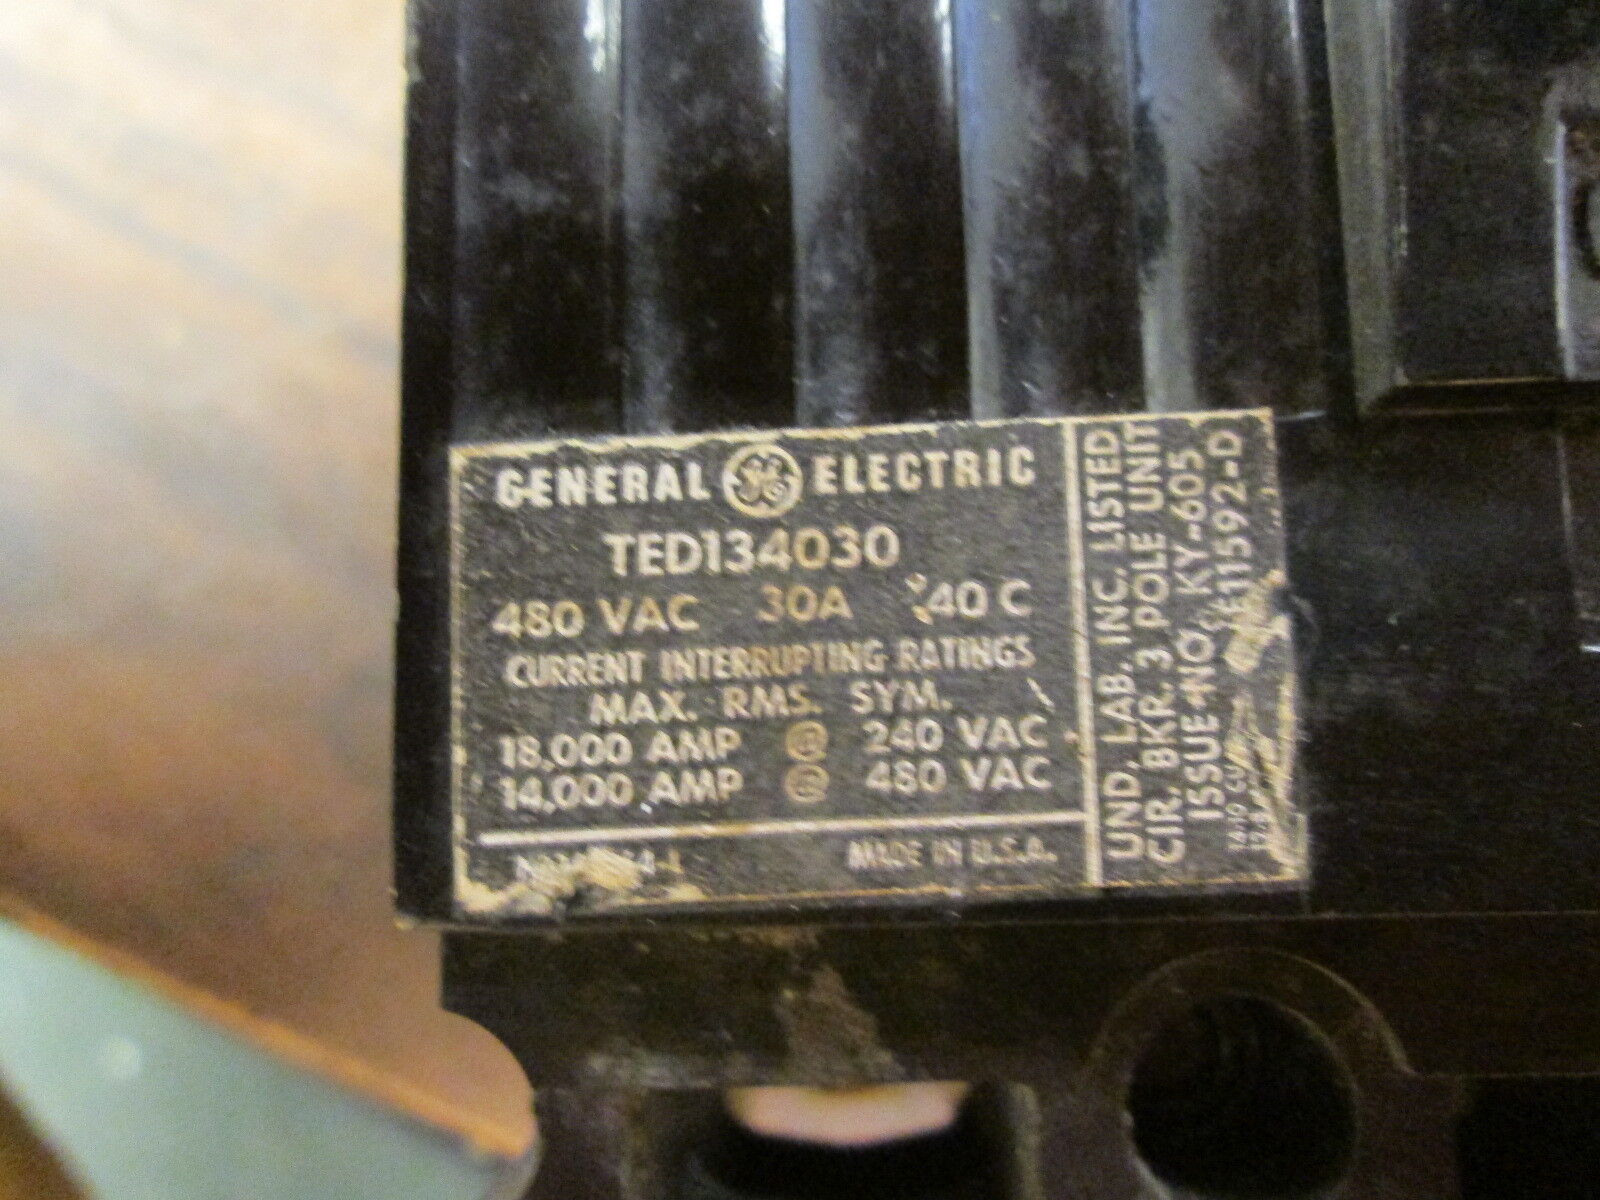 GENERAL GE ELECTRIC
TED134030
480 VAC 30A 40 C
CURRENT INTERRUPTING RATINGS
MAX. RMS. SYM.
18,000 AMP @ 240 VAC
14,000 AMP @ 480 VAC
MADE IN U.S.A.
UND. LAB. INC. LISTED
CIR. BKR. 3 POLE UNIT
ISSUE NO. KY-605
E11592-D